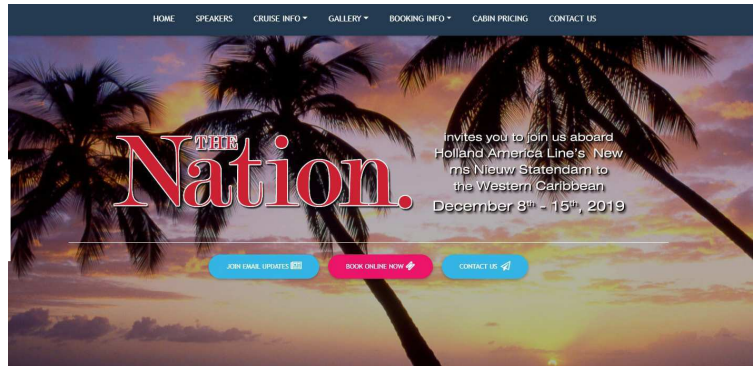 HOME SPEAKERS CRUISE INFO GALLERY BOOKING INFO CABIN PRICING CONTACT US
THE
Nation.
invites you to join us aboard
Holland America Line's New
ms Nieuw Statendam to
the Western Caribbean
December 8th - 15th, 2019
JOIN EMAIL UPDATES BOOK ONLINE NOW CONTACT US